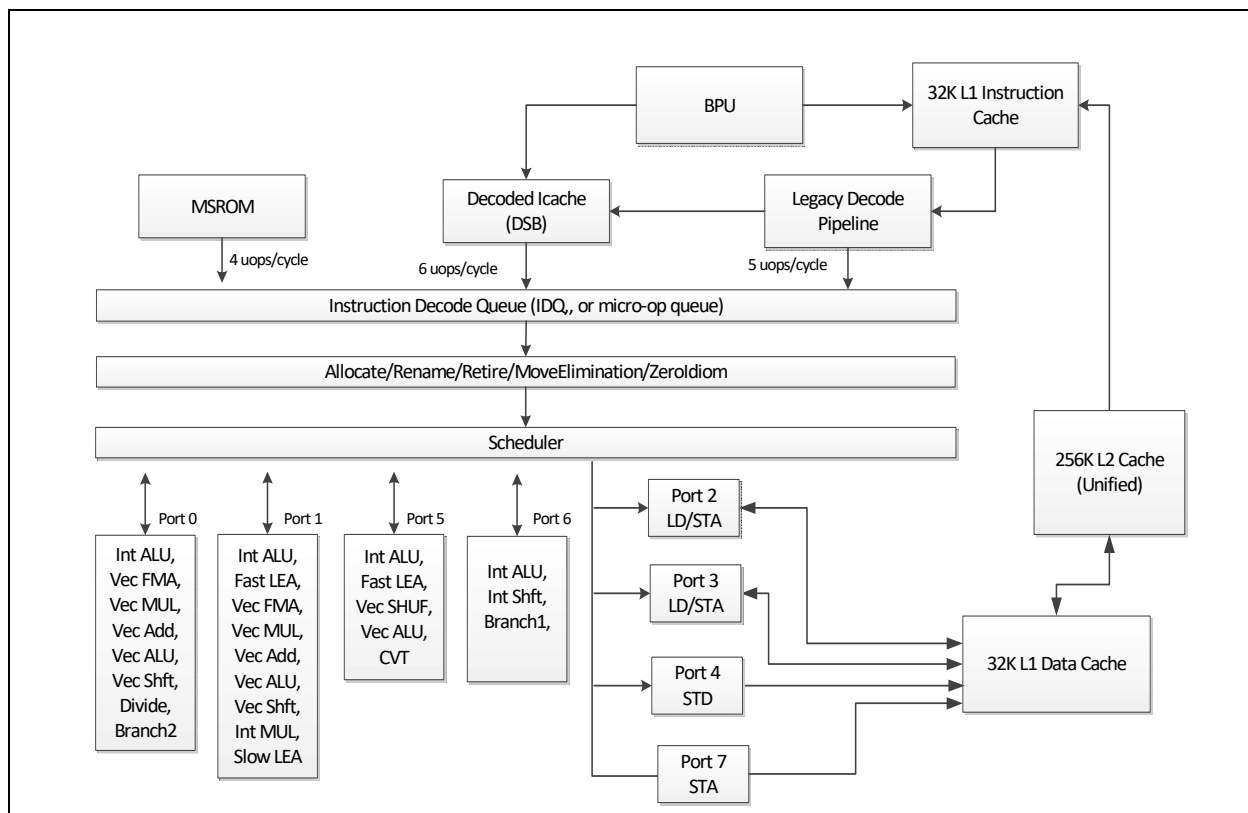 BPU
32K L1 Instruction
Cache
MSROM
Decoded Icache
(DSB)
Legacy Decode
Pipeline
4 uops/cycle
6 uops/cycle
5 uops/cycle
Instruction Decode Queue (IDQ,, or micro-op queue)
Allocate/Rename/Retire/MoveElimination/ZeroIdiom
Scheduler
256K L2 Cache
(Unified)
Port 0
Int ALU,
Vec FMA,
Vec MUL,
Vec Add,
Vec ALU,
Vec Shft,
Divide,
Branch2
Port 1
Int ALU,
Fast LEA,
Vec FMA,
Vec MUL,
Vec Add,
Vec ALU,
Vec Shft,
Int MUL,
Slow LEA
Port 5
Int ALU,
Fast LEA,
Vec SHUF,
Vec ALU,
CVT
Port 6
Int ALU,
Int Shft,
Branch1,
Port 2
LD/STA
Port 3
LD/STA
Port 4
STD
Port 7
STA
32K L1 Data Cache